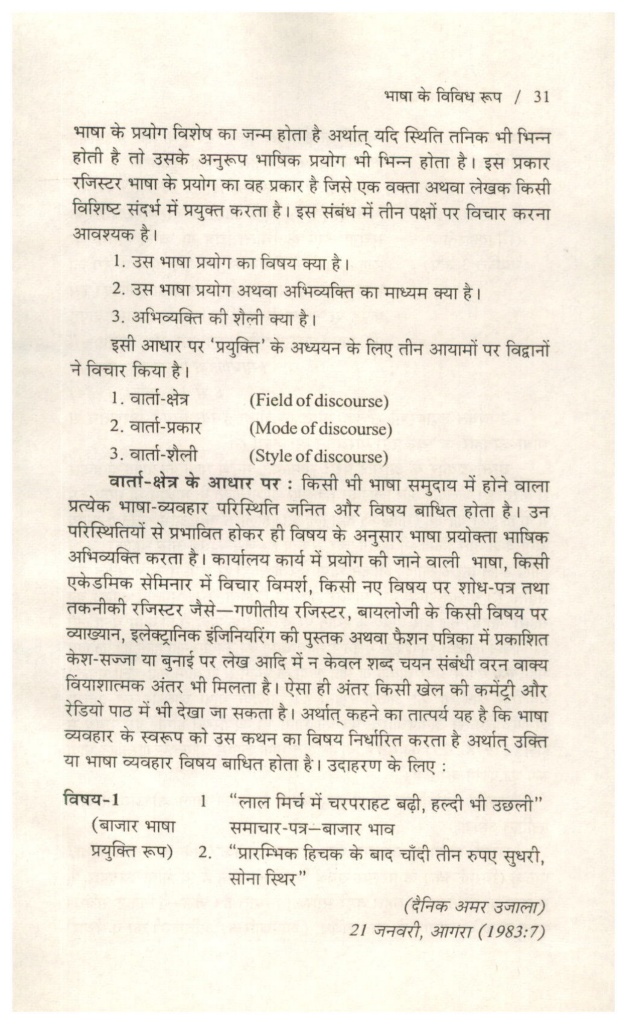 भाषा के विविध रूप / 31
भाषा के प्रयोग विशेष का जन्म होता है अर्थात् यदि स्थिति तनिक भी भिन्न
होती है तो उसके अनुरूप भाषिक प्रयोग भी भिन्न होता है। इस प्रकार
रजिस्टर भाषा के प्रयोग का वह प्रकार है जिसे एक वक्ता अथवा लेखक किसी
विशिष्ट संदर्भ में प्रयुक्त करता है। इस संबंध में तीन पक्षों पर विचार करना
आवश्यक है।
1. उस भाषा प्रयोग का विषय क्या है।
2. उस भाषा प्रयोग अथवा अभिव्यक्ति का माध्यम क्या है।
3. अभिव्यक्ति की शैली क्या है।
इसी आधार पर ‘प्रयुक्ति’ के अध्ययन के लिए तीन आयामों पर विद्वानों
ने विचार किया है।
1. वार्ता-क्षेत्र (Field of discourse)
2. वार्ता-प्रकार (Mode of discourse)
3. वार्ता-शैली (Style of discourse)
वार्ता-क्षेत्र के आधार पर : किसी भी भाषा समुदाय में होने वाला
प्रत्येक भाषा-व्यवहार परिस्थिति जनित और विषय बाधित होता है। उन
परिस्थितियों से प्रभावित होकर ही विषय के अनुसार भाषा प्रयोक्ता भाषिक
अभिव्यक्ति करता है। कार्यालय कार्य में प्रयोग की जाने वाली भाषा, किसी
एकेडमिक सेमिनार में विचार विमर्श, किसी नए विषय पर शोध-पत्र तथा
तकनीकी रजिस्टर जैसे—गणीतीय रजिस्टर, बायलोजी के किसी विषय पर
व्याख्यान, इलेक्ट्रानिक इंजिनियरिंग की पुस्तक अथवा फैशन पत्रिका में प्रकाशित
केश-सज्जा या बुनाई पर लेख आदि में न केवल शब्द चयन संबंधी वरन वाक्य
विंयाशात्मक अंतर भी मिलता है। ऐसा ही अंतर किसी खेल की कमेंट्री और
रेडियो पाठ में भी देखा जा सकता है। अर्थात् कहने का तात्पर्य यह है कि भाषा
व्यवहार के स्वरूप को उस कथन का विषय निर्धारित करता है अर्थात् उक्ति
या भाषा व्यवहार विषय बाधित होता है। उदाहरण के लिए :
विषय-1 1 “लाल मिर्च में चरपराहट बढ़ी, हल्दी भी उछली”
(बाजार भाषा समाचार-पत्र—बाजार भाव
प्रयुक्ति रूप) 2. “प्रारम्भिक हिचक के बाद चाँदी तीन रुपए सुधरी,
सोना स्थिर”
(दैनिक अमर उजाला)
21 जनवरी, आगरा (1983:7)